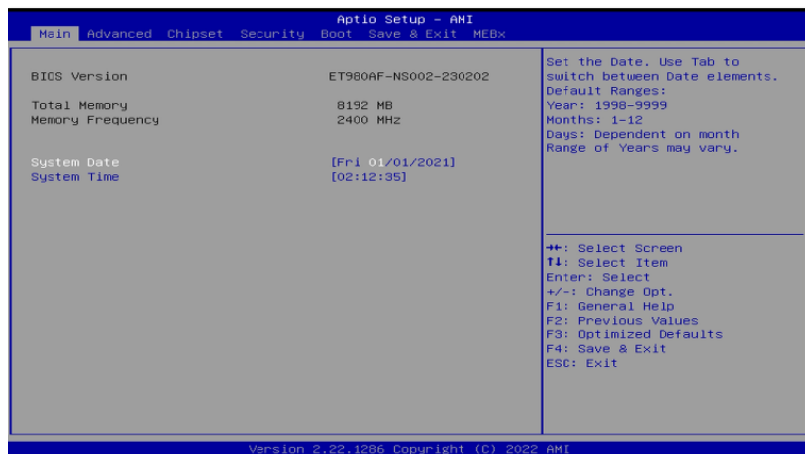 Aptio Setup - AMI
Main Advanced Chipset Security Boot Save & Exit MEBx
BIOS Version ET980AF-NS002-230202
Total Memory 8192 MB
Memory Frequency 2400 MHz
System Date [Fri 01/01/2021]
System Time [02:12:35]
Set the Date. Use Tab to
switch between Date elements.
Default Ranges:
Year: 1998-9999
Months: 1-12
Days: Dependent on month
Range of Years may vary.
→←: Select Screen
↑↓: Select Item
Enter: Select
+/-: Change Opt.
F1: General Help
F2: Previous Values
F3: Optimized Defaults
F4: Save & Exit
ESC: Exit
Version 2.22.1286 Copyright (C) 2022 AMI